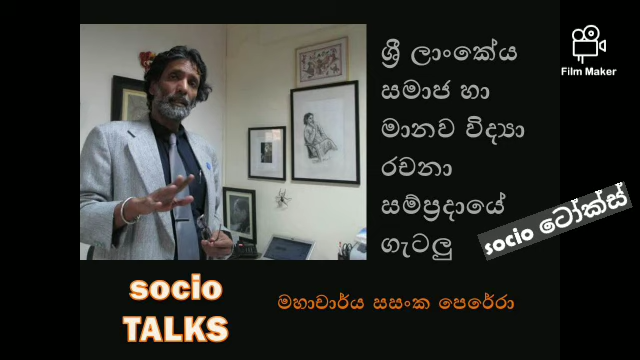 ශ්‍රී ලාංකේය
සමාජ හා
මානව විද්‍යා
රචනා
සම්ප්‍රදායේ
ගැටලු
Film Maker
socio ටෝක්ස්
socio
TALKS
මහාචාර්ය සසංක පෙරේරා